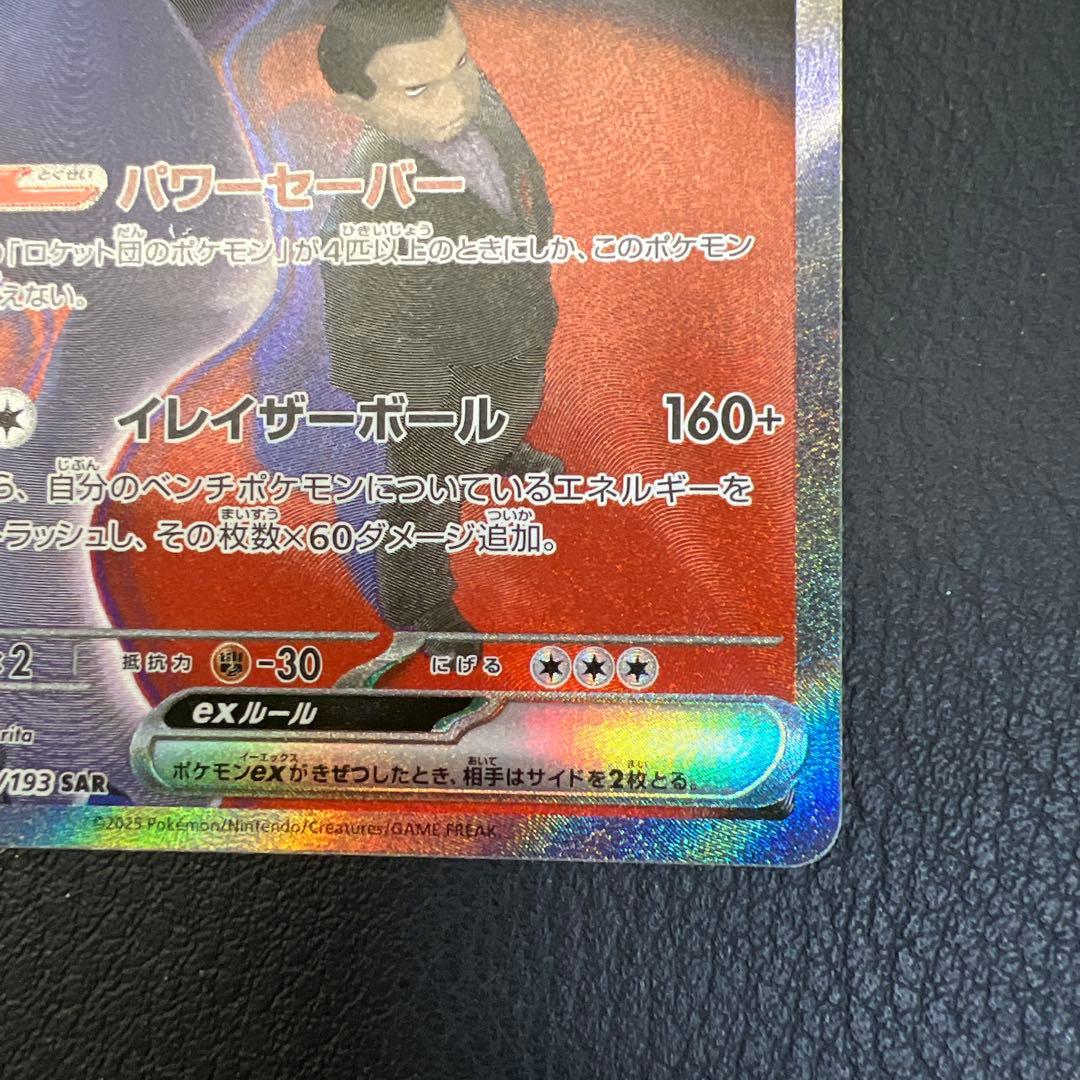 とくせい パワーセーバー
「ロケット団のポケモン」が4匹以上のときにしか、このポケモン
えない。
イレイザーボール 160+
ら、自分のベンチポケモンについているエネルギーを
ラッシュし、その枚数×60ダメージ追加。
×2 抵抗力 -30 にげる
exルール
ポケモンexがきぜつしたとき、相手はサイドを2枚とる。
/193 SAR
©2025 Pokémon/Nintendo/Creatures/GAME FREAK